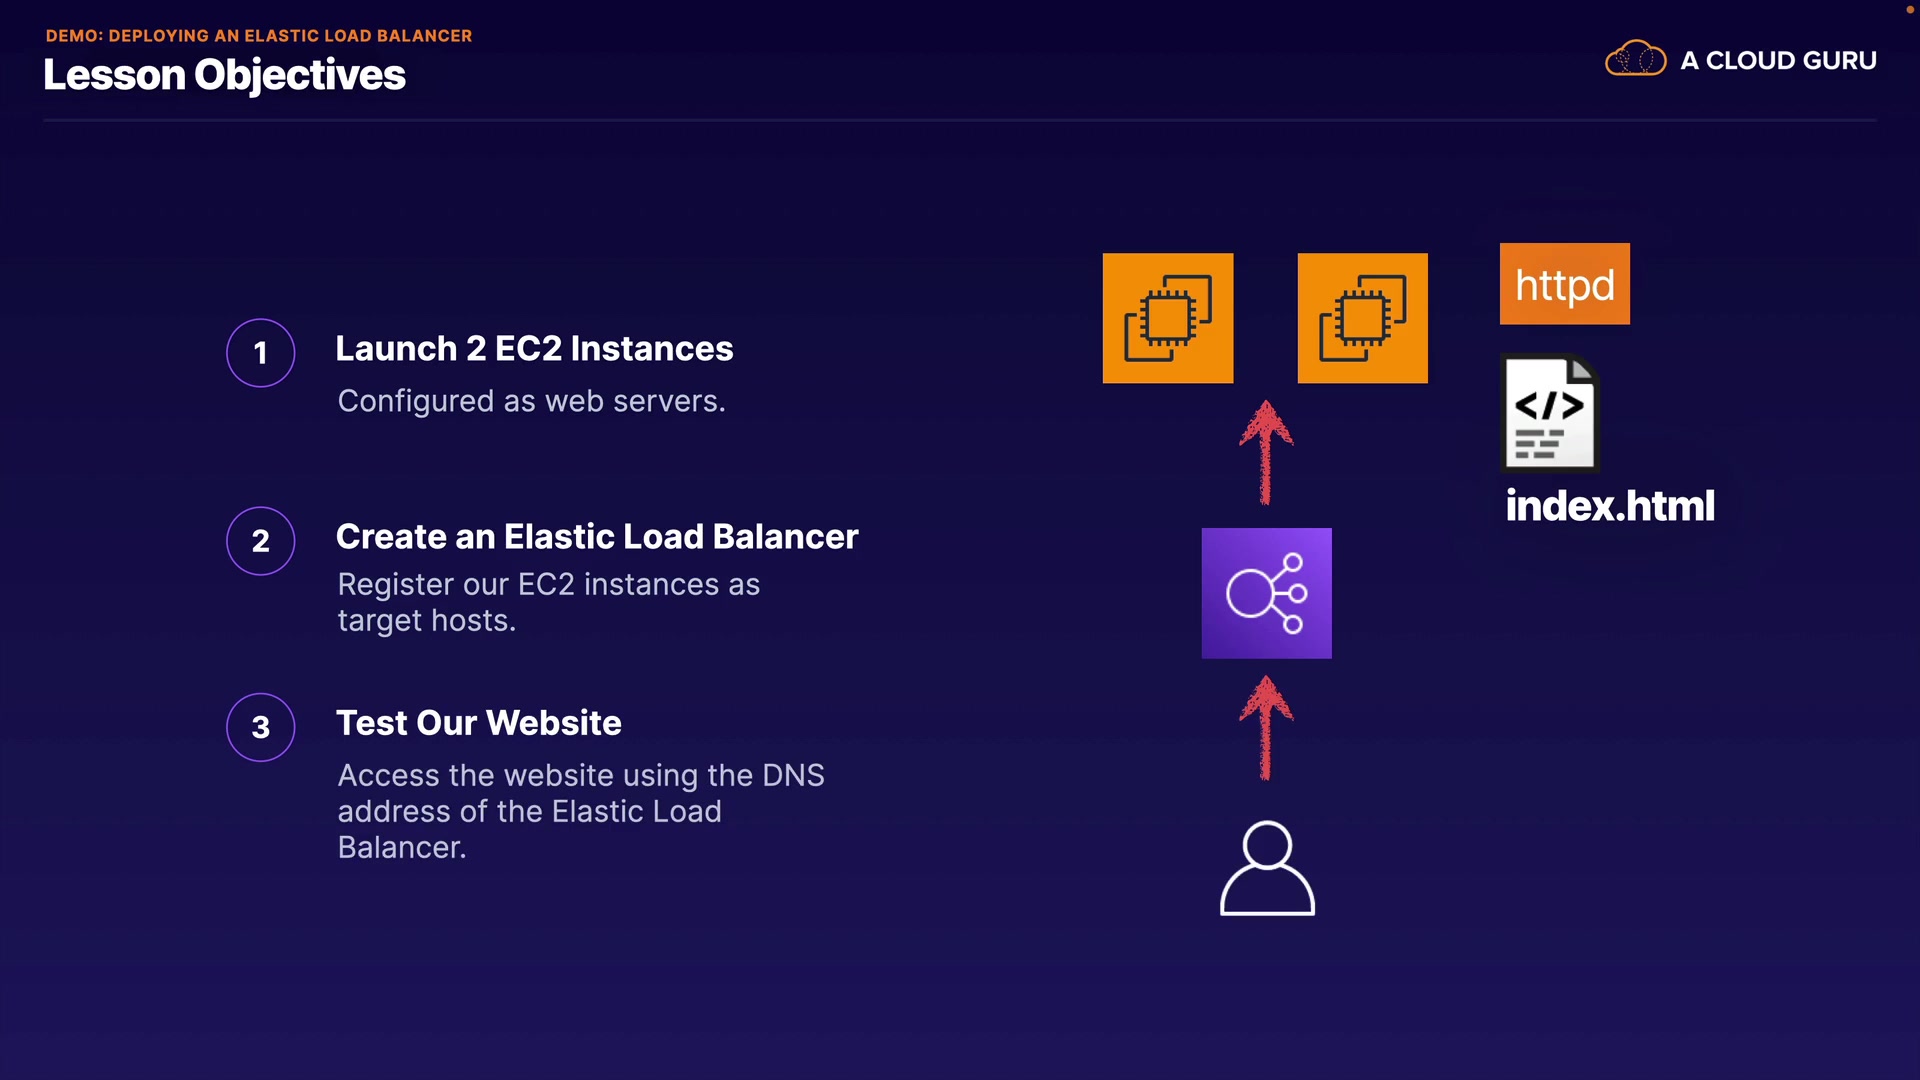 DEMO: DEPLOYING AN ELASTIC LOAD BALANCER
Lesson Objectives
A CLOUD GURU
1
Launch 2 EC2 Instances
Configured as web servers.
2
Create an Elastic Load Balancer
Register our EC2 instances as
target hosts.
3
Test Our Website
Access the website using the DNS
address of the Elastic Load
Balancer.
httpd
</>
index.html